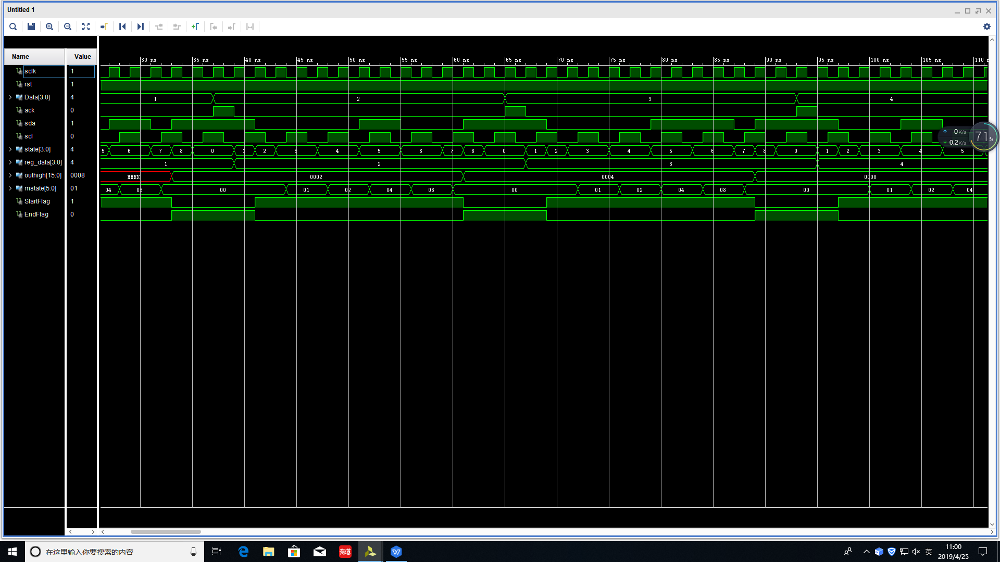 Untitled 1
Name Value
30 ns 35 ns 40 ns 45 ns 50 ns 55 ns 60 ns 65 ns 70 ns 75 ns 80 ns 85 ns 90 ns 95 ns 100 ns 105 ns 110
sclk 1
rst 1
Data[3:0] 4 1 2 3 4
ack 0
sda 1
scl 0
state[3:0] 4 5 6 7 8 0 1 2 3 4 5 6 7 8 0 1 2 3 4 5 6 7 8 0 1 2 3 4 5
reg_data[3:0] 4 1 2 3 4
outhigh[15:0] 0008 XXXX 0002 0004 0008
mstate[5:0] 01 04 08 00 01 02 04 08 00 01 02 04 08 00 01 02 04
StartFlag 1
EndFlag 0
0K/s
0.2K/s
71%
在这里输入你要搜索的内容
有道
英
11:00
2019/4/25